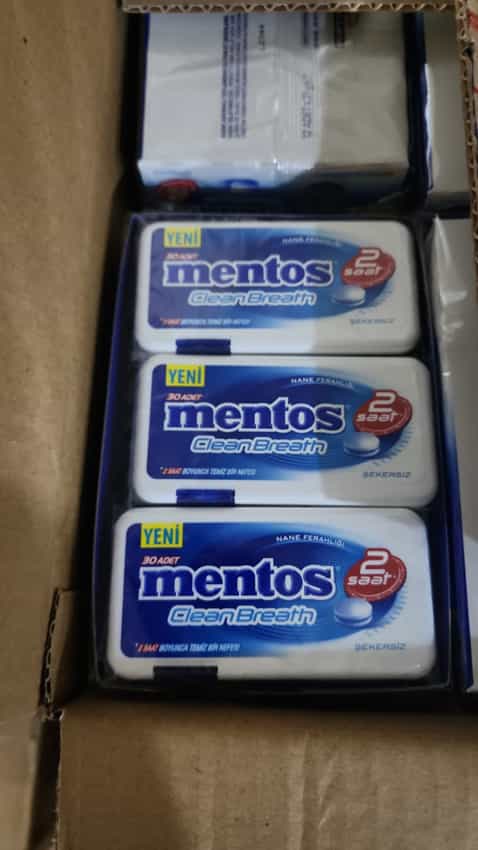 YENİ
30 ADET
NANE FERAHLIĞI
2
saat
mentos
CleanBreath
*2 SAAT BOYUNCA TEMİZ BİR NEFES!
ŞEKERSİZ
YENİ
30 ADET
NANE FERAHLIĞI
2
saat*
mentos
CleanBreath
*2 SAAT BOYUNCA TEMİZ BİR NEFES!
ŞEKERSİZ
YENİ
30 ADET
NANE FERAHLIĞI
2
saat*
mentos
CleanBreath
*2 SAAT BOYUNCA TEMİZ BİR NEFES!
ŞEKERSİZ